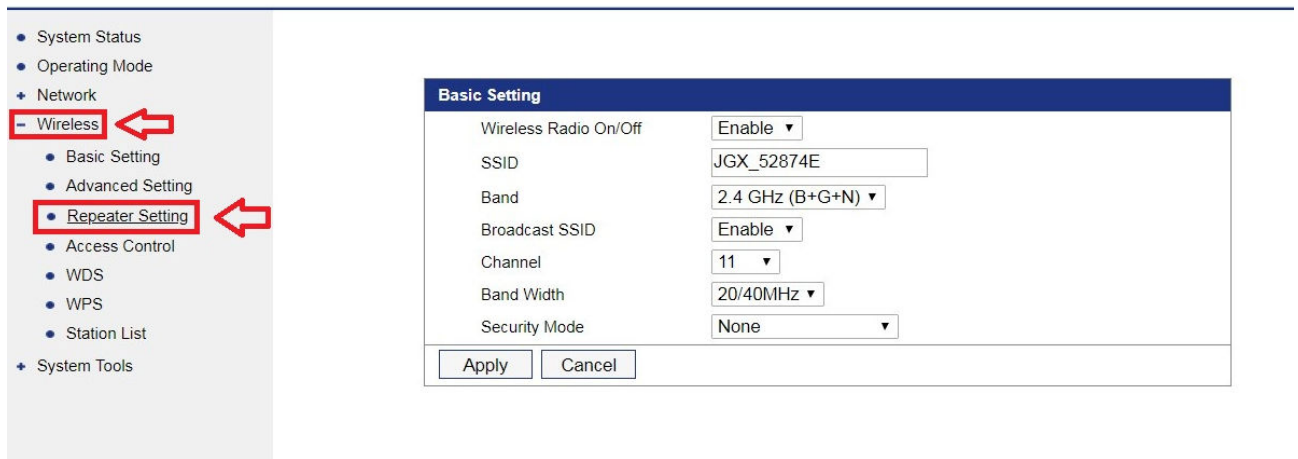 System Status
Operating Mode
Network
Wireless
Basic Setting
Advanced Setting
Repeater Setting
Access Control
WDS
WPS
Station List
System Tools
Basic Setting
Wireless Radio On/Off Enable
SSID JGX_52874E
Band 2.4 GHz (B+G+N)
Broadcast SSID Enable
Channel 11
Band Width 20/40MHz
Security Mode None
Apply Cancel